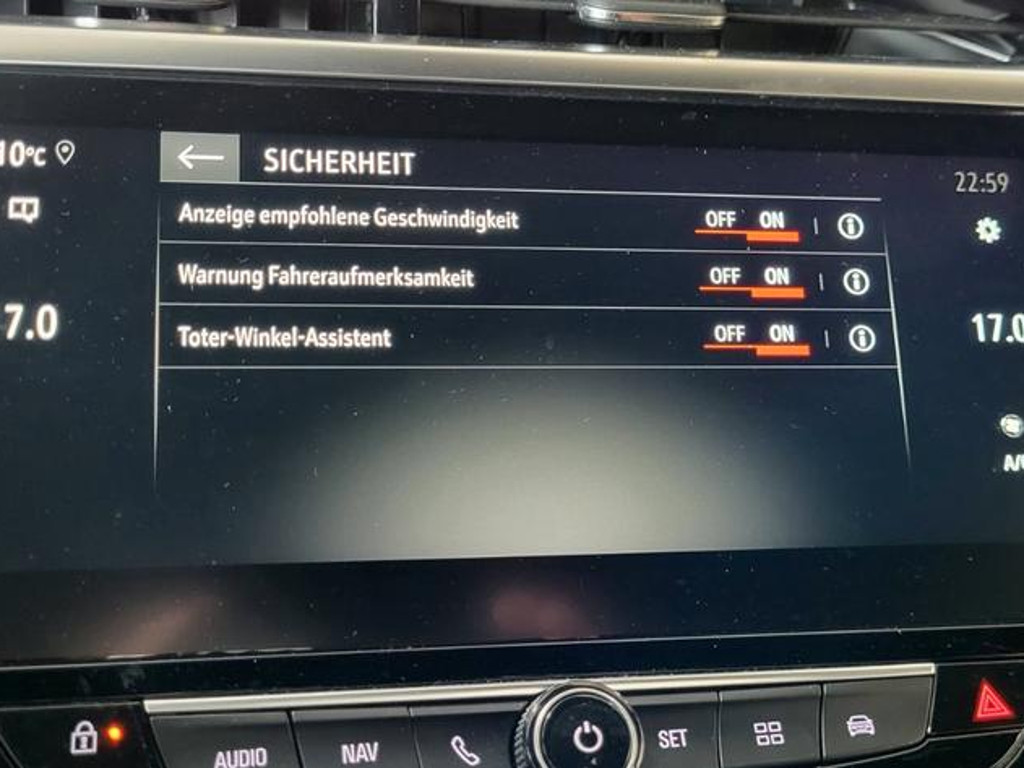 10°C
SICHERHEIT
22:59
Anzeige empfohlene Geschwindigkeit OFF ON
Warnung Fahreraufmerksamkeit OFF ON
7.0
17.0
Toter-Winkel-Assistent OFF ON
AUDIO
NAV
SET